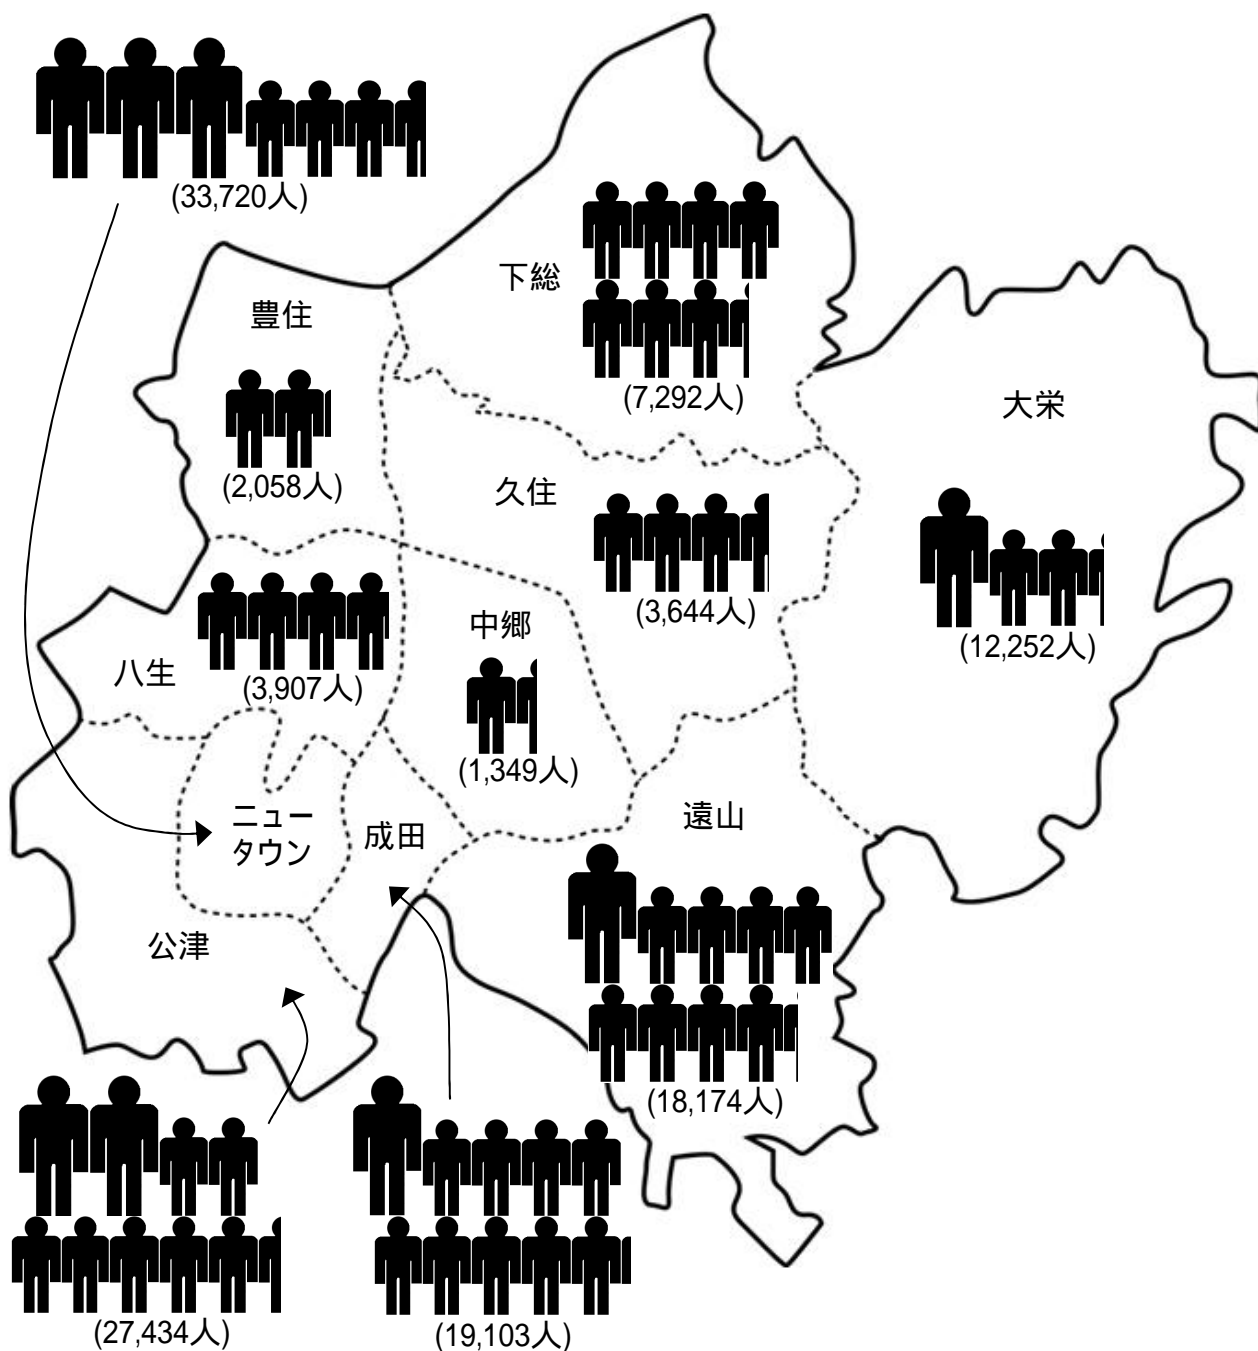 (33,720人)
下総
(7,292人)
豊住
(2,058人)
大栄
(12,252人)
久住
(3,644人)
八生
(3,907人)
中郷
(1,349人)
ニュー
タウン
成田
遠山
(18,174人)
公津
(27,434人)
(19,103人)